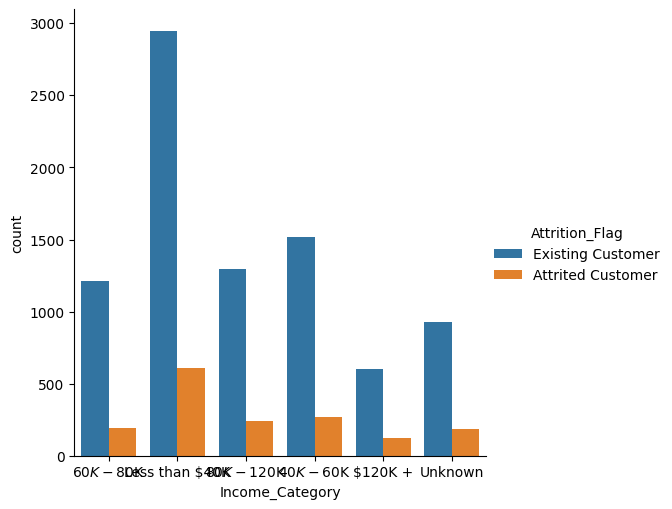 3000
2500
2000
1500
1000
500
0
count
60K − 80K
Less than $40K
80K − 120K
40K − 60K
$120K +
Unknown
Income_Category
Attrition_Flag
Existing Customer
Attrited Customer